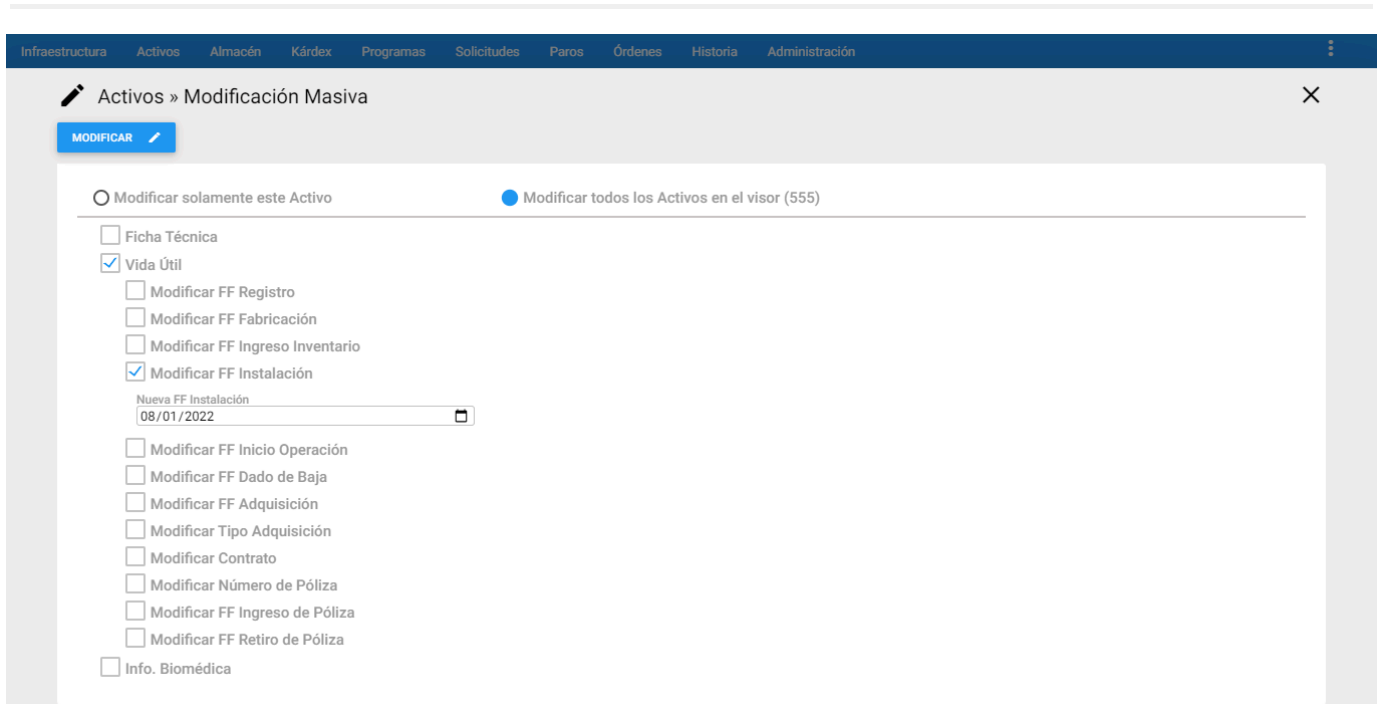 Infraestructura Activos Almacén Kárdex Programas Solicitudes Paros Órdenes Historia Administración
Activos » Modificación Masiva
MODIFICAR
Modificar solamente este Activo Modificar todos los Activos en el visor (555)
Ficha Técnica
Vida Útil
Modificar FF Registro
Modificar FF Fabricación
Modificar FF Ingreso Inventario
Modificar FF Instalación
Nueva FF Instalación
08/01/2022
Modificar FF Inicio Operación
Modificar FF Dado de Baja
Modificar FF Adquisición
Modificar Tipo Adquisición
Modificar Contrato
Modificar Número de Póliza
Modificar FF Ingreso de Póliza
Modificar FF Retiro de Póliza
Info. Biomédica